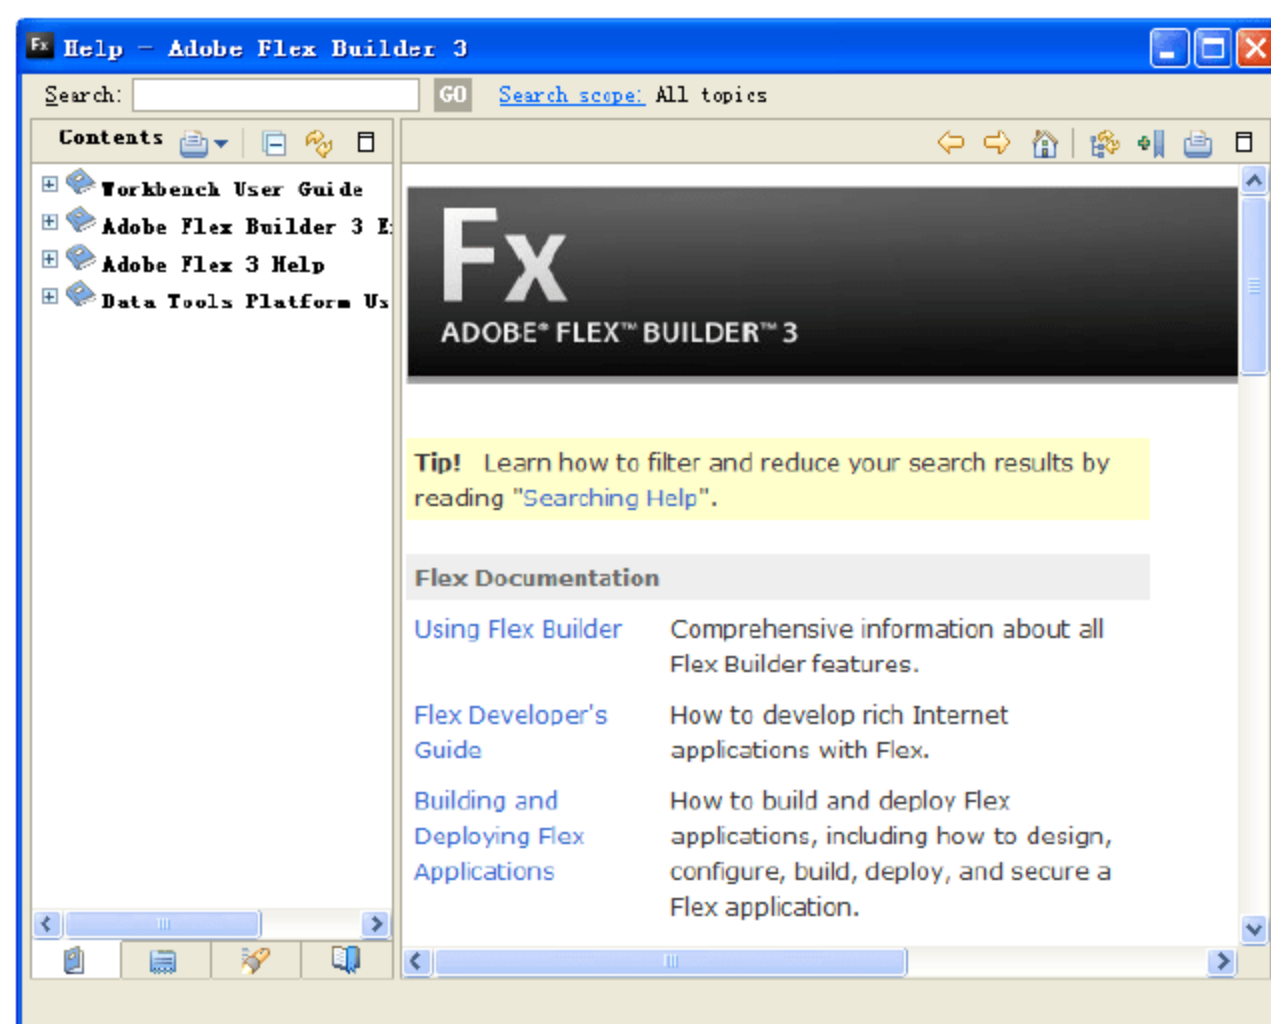 Fx Help - Adobe Flex Builder 3
Search: GO Search scope: All topics
Contents
Workbench User Guide
Adobe Flex Builder 3
Adobe Flex 3 Help
Data Tools Platform Us
Fx
ADOBE® FLEX™ BUILDER™ 3
Tip! Learn how to filter and reduce your search results by
reading "Searching Help".
Flex Documentation
Using Flex Builder Comprehensive information about all
Flex Builder features.
Flex Developer's How to develop rich Internet
Guide applications with Flex.
Building and How to build and deploy Flex
Deploying Flex applications, including how to design,
Applications configure, build, deploy, and secure a
Flex application.